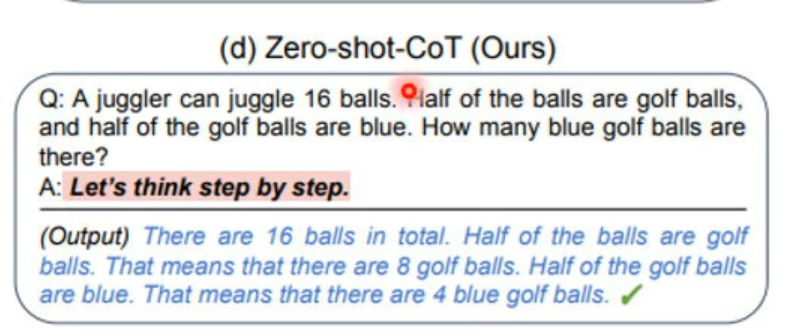 (d) Zero-shot-CoT (Ours)
Q: A juggler can juggle 16 balls. Half of the balls are golf balls,
and half of the golf balls are blue. How many blue golf balls are
there?
A: Let's think step by step.
(Output) There are 16 balls in total. Half of the balls are golf
balls. That means that there are 8 golf balls. Half of the golf balls
are blue. That means that there are 4 blue golf balls. ✓